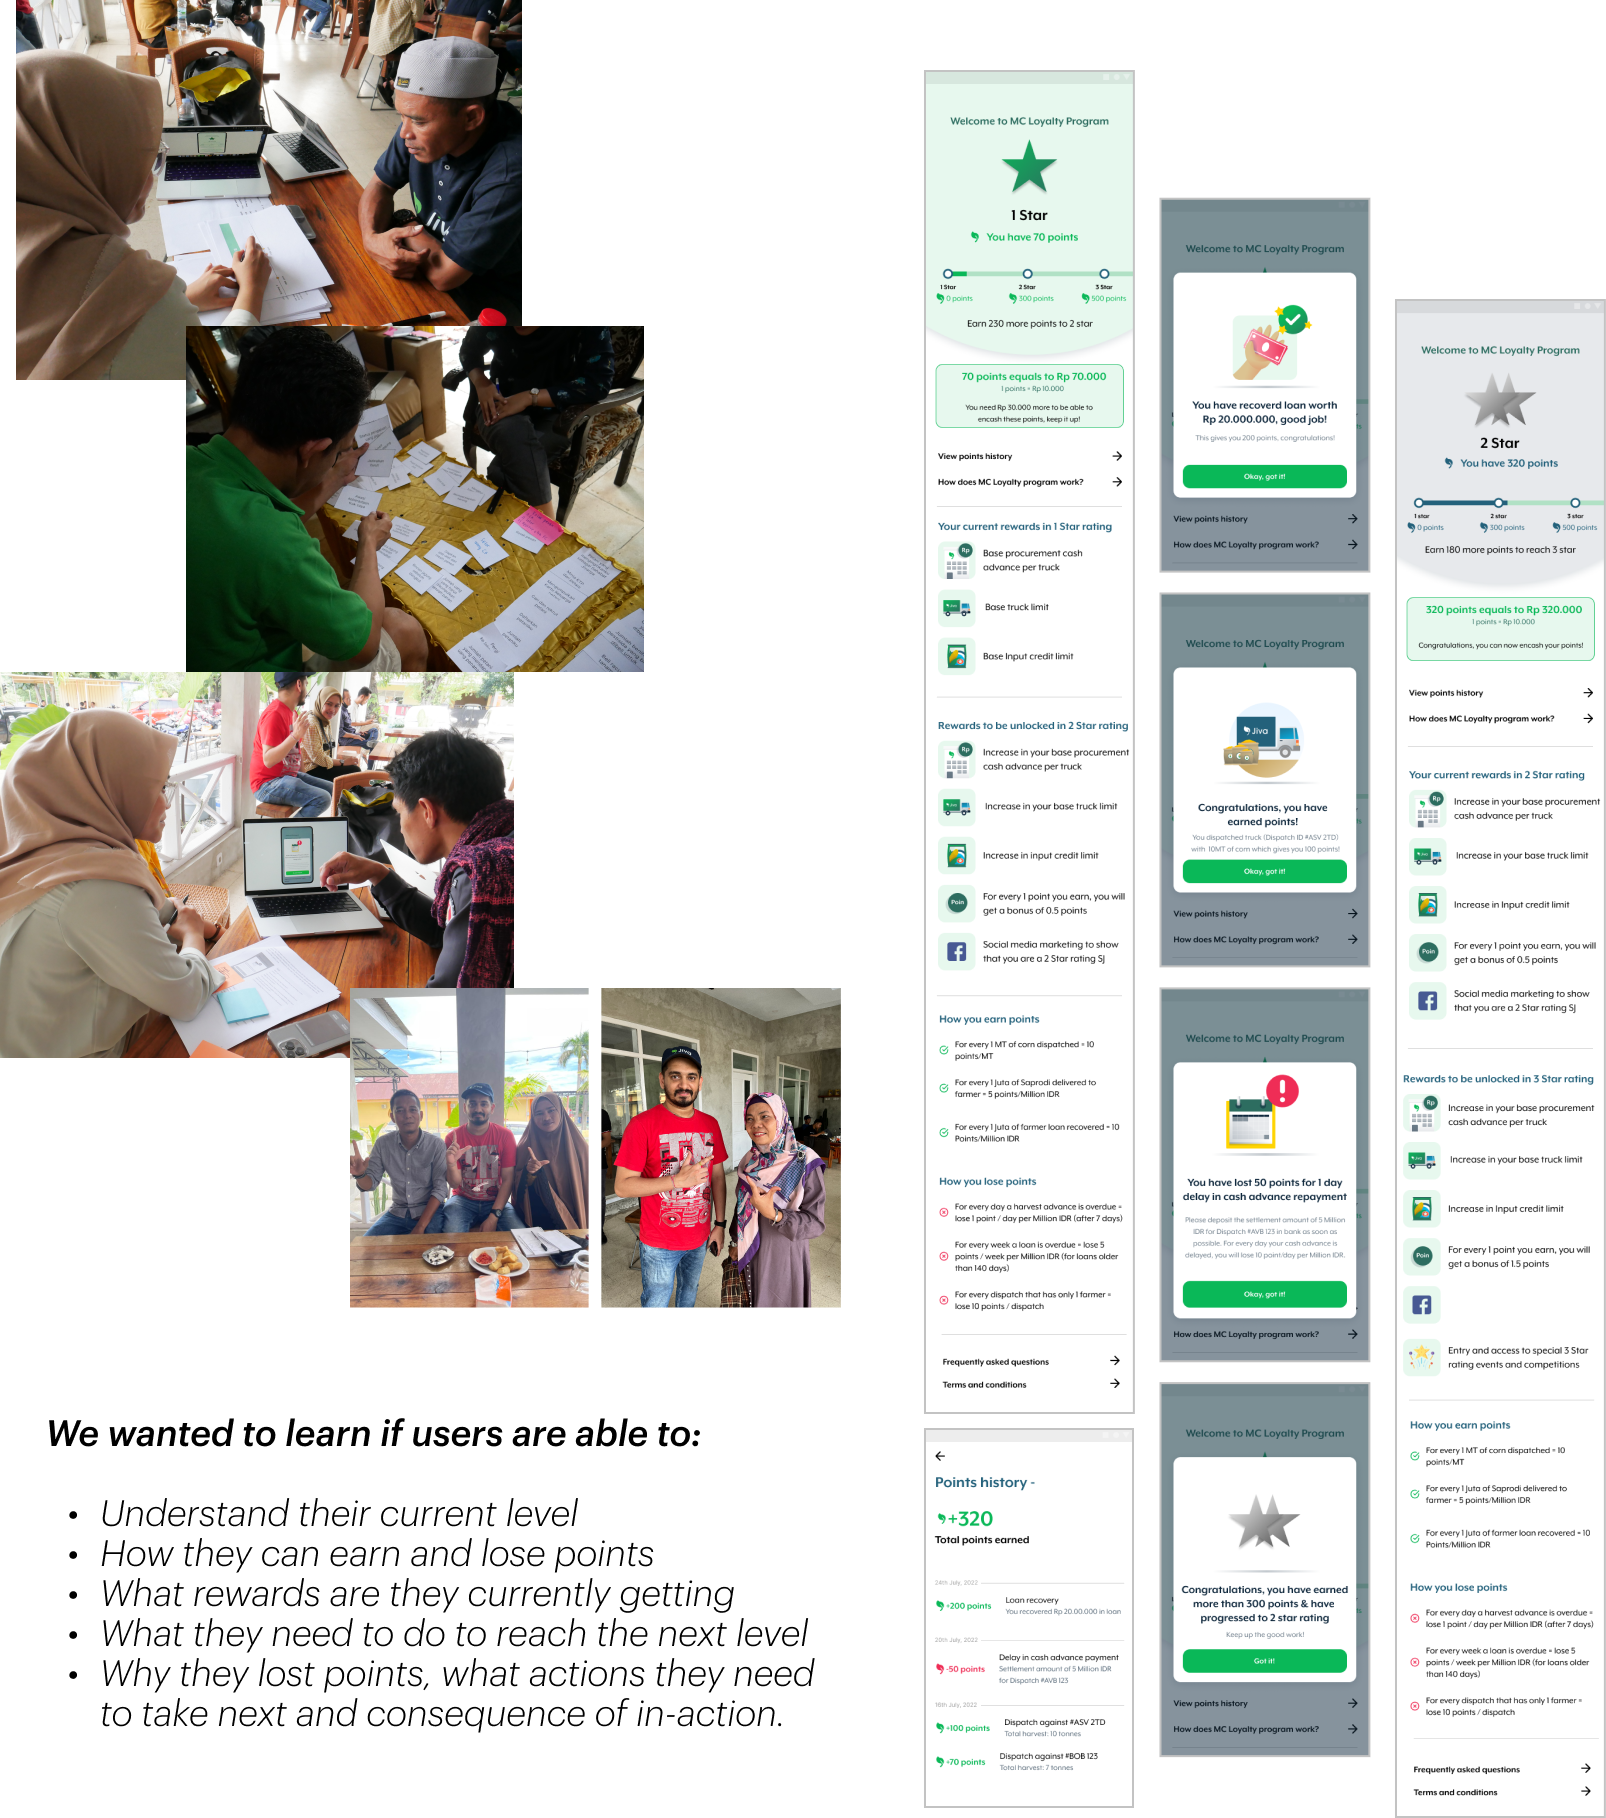 We wanted to learn if users are able to:
• Understand their current level
• How they can earn and lose points
• What rewards are they currently getting
• What they need to do to reach the next level
• Why they lost points, what actions they need
to take next and consequence of in-action.
Welcome to MC Loyalty Program
1 Star
You have 70 points
1 Star
2 Star
3 Star
0 points
300 points
500 points
Earn 230 more points to 2 star
70 points equals to Rp 70.000
1 points = Rp 10.000
You need Rp 30.000 more to be able to
encash these points, keep it up!
View points history
How does MC Loyalty program work?
Your current rewards in 1 Star rating
Rp
Base procurement cash
advance per truck
Jiva
Base truck limit
Base Input credit limit
Rewards to be unlocked in 2 Star rating
Rp
Increase in your base procurement
cash advance per truck
Jiva
Increase in your base truck limit
Increase in input credit limit
Poin
For every 1 point you earn, you will
get a bonus of 0.5 points
Social media marketing to show
that you are a 2 Star rating SJ
How you earn points
For every 1 MT of corn dispatched = 10
points/MT
For every 1 Juta of Saprodi delivered to
farmer = 5 points/Million IDR
For every 1 Juta of farmer loan recovered = 10
Points/Million IDR
How you lose points
For every day a harvest advance is overdue =
lose 1 point / day per Million IDR (after 7 days)
For every week a loan is overdue = lose 5
points / week per Million IDR (for loans older
than 140 days)
For every dispatch that has only 1 farmer =
lose 10 points / dispatch
Frequently asked questions
Terms and conditions
Points history -
+320
Total points earned
24th July, 2022
+200 points
Loan recovery
You recovered Rp 20.00.000 in loan
20th July, 2022
-50 points
Delay in cash advance payment
Settlement amount of 5 Million IDR
for Dispatch #AVB 123
18th July, 2022
+100 points
Dispatch against #ASV 2TD
Total harvest: 10 tonnes
+70 points
Dispatch against #BOB 123
Total harvest: 7 tonnes
Welcome to MC Loyalty Program
You have recoverd loan worth
Rp 20.000.000, good job!
This gives you 200 points, congratulations!
Okay, got it!
View points history
How does MC Loyalty program work?
Welcome to MC Loyalty Program
Jiva
Congratulations, you have
earned points!
You dispatched truck (Dispatch ID #ASV 2TD)
with 10MT of corn which gives you 100 points!
Okay, got it!
View points history
How does MC Loyalty program work?
Welcome to MC Loyalty Program
You have lost 50 points for 1 day
delay in cash advance repayment
Please deposit the settlement amount of 5 Million
IDR for Dispatch #AVB 123 in bank as soon as
possible. For every day your cash advance is
delayed, you will lose 10 point/day per Million IDR.
Okay, got it!
How does MC Loyalty program work?
Welcome to MC Loyalty Program
Congratulations, you have earned
more than 300 points & have
progressed to 2 star rating
Keep up the good work!
Got it!
View points history
How does MC Loyalty program work?
Welcome to MC Loyalty Program
2 Star
You have 320 points
1 star
2 star
3 star
0 points
300 points
500 points
Earn 180 more points to reach 3 star
320 points equals to Rp 320.000
1 points = Rp 10.000
Congratulations, you can now encash your points!
View points history
How does MC Loyalty program work?
Your current rewards in 2 Star rating
Rp
Increase in your base procurement
cash advance per truck
Jiva
Increase in your base truck limit
Increase in Input credit limit
Poin
For every 1 point you earn, you will
get a bonus of 0.5 points
Social media marketing to show
that you are a 2 Star rating SJ
Rewards to be unlocked in 3 Star rating
Rp
Increase in your base procurement
cash advance per truck
Jiva
Increase in your base truck limit
Increase in Input credit limit
Poin
For every 1 point you earn, you will
get a bonus of 1.5 points
Entry and access to special 3 Star
rating events and competitions
How you earn points
For every 1 MT of corn dispatched = 10
points/MT
For every 1 Juta of Saprodi delivered to
farmer = 5 points/Million IDR
For every 1 Juta of farmer loan recovered = 10
Points/Million IDR
How you lose points
For every day a harvest advance is overdue =
lose 1 point / day per Million IDR (after 7 days)
For every week a loan is overdue = lose 5
points / week per Million IDR (for loans older
than 140 days)
For every dispatch that has only 1 farmer =
lose 10 points / dispatch
Frequently asked questions
Terms and conditions